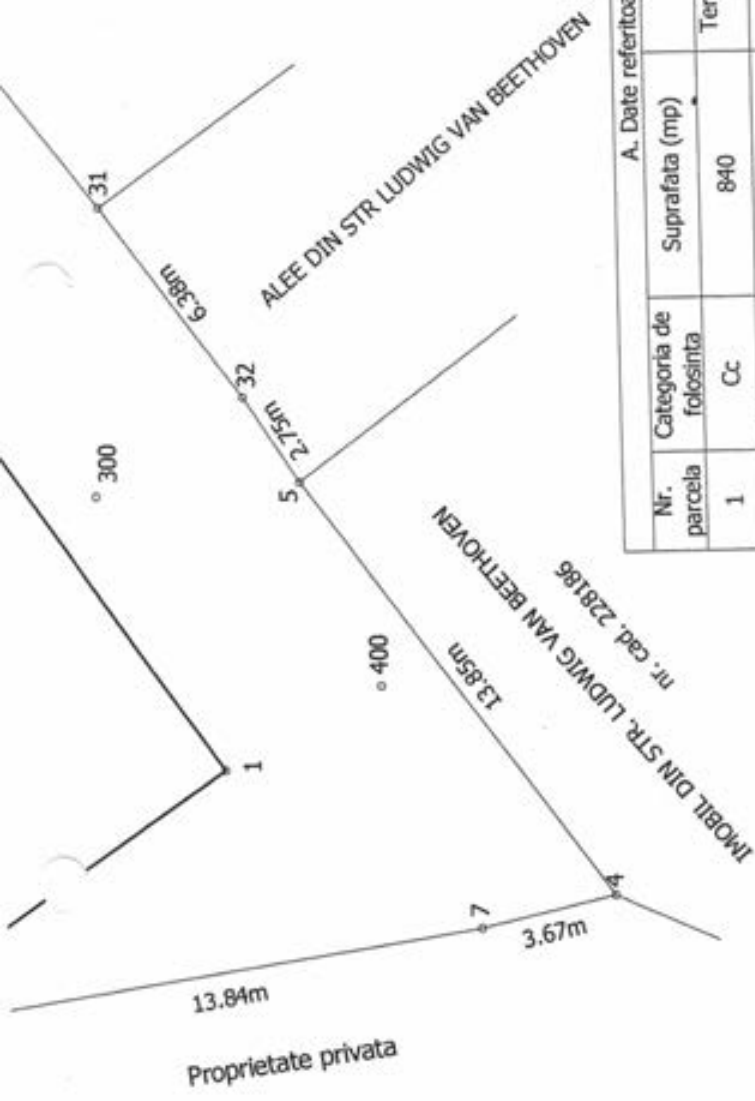 31
6.38m
ALEE DIN STR LUDWIG VAN BEETHOVEN
32
2.75m
300
5
IMOBIL DIN STR. LUDWIG VAN BEETHOVEN
nr. cad. 228186
400
13.85m
1
4
7
3.67m
13.84m
Proprietate privata
A. Date referitoa
Nr. parcela
Categoria de folosinta
Suprafata (mp)
Ter
1
Cc
840